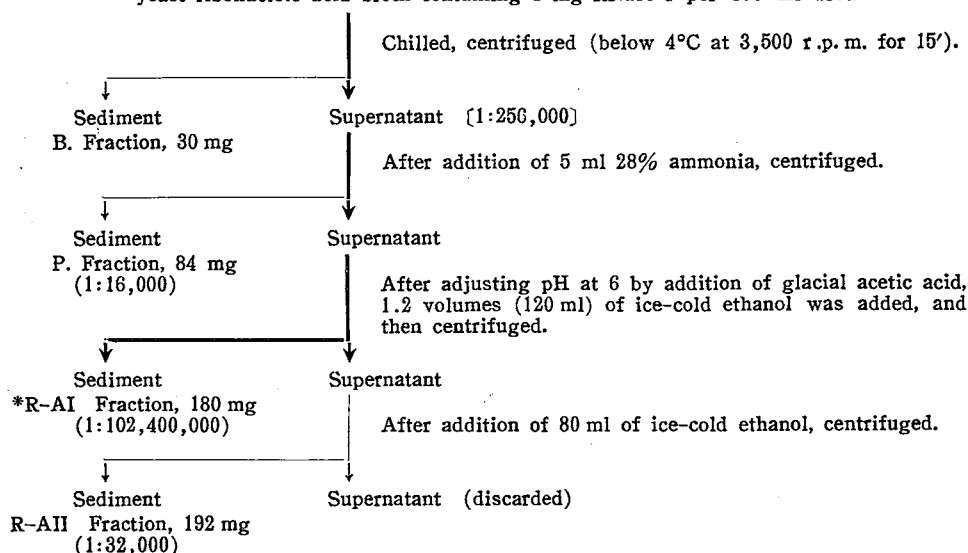 Chilled, centrifuged (below 4°C at 3,500 r.p.m. for 15′).
Sediment Supernatant [1:256,000]
B. Fraction, 30 mg
After addition of 5 ml 28% ammonia, centrifuged.
Sediment Supernatant
P. Fraction, 84 mg
(1:16,000)
After adjusting pH at 6 by addition of glacial acetic acid,
1.2 volumes (120 ml) of ice-cold ethanol was added, and
then centrifuged.
Sediment Supernatant
*R-AI Fraction, 180 mg
(1:102,400,000)
After addition of 80 ml of ice-cold ethanol, centrifuged.
Sediment Supernatant (discarded)
R-AII Fraction, 192 mg
(1:32,000)